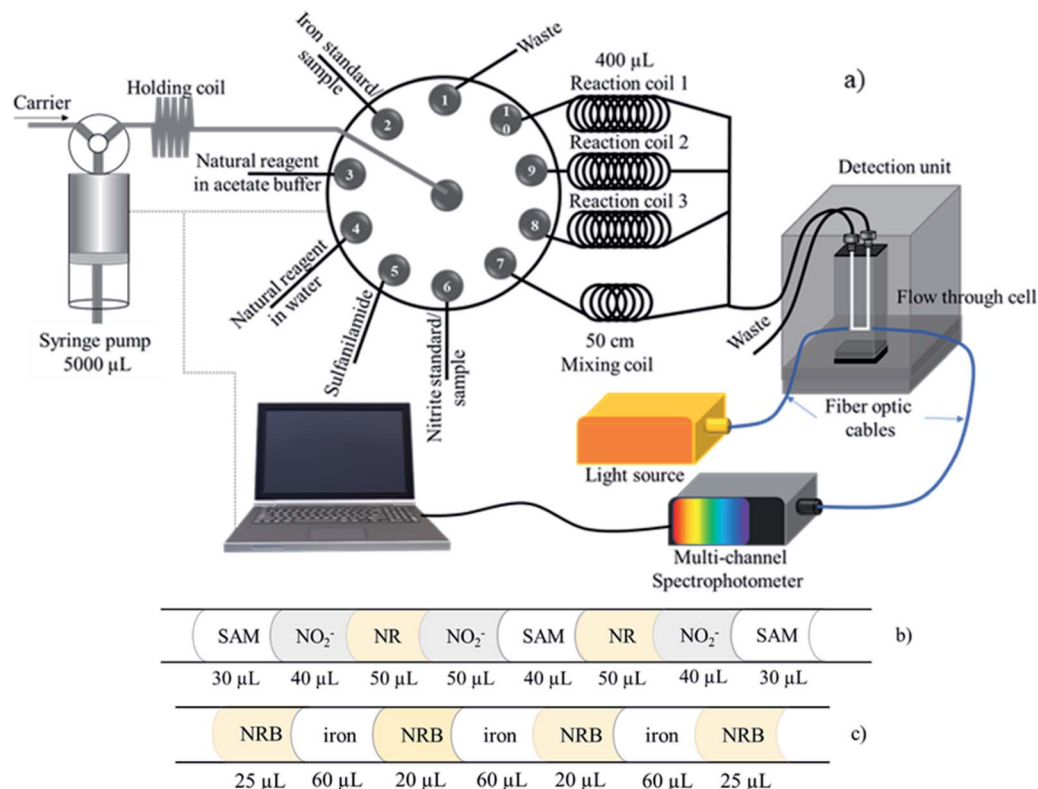 a)
Carrier
Holding coil
Iron standard/
sample
Waste
400 µL
Reaction coil 1
Reaction coil 2
Reaction coil 3
50 cm
Mixing coil
1
2
3
4
5
6
7
8
9
1
0
Natural reagent
in acetate buffer
Natural reagent
in water
Sulfanilamide
Nitrite standard/
sample
Syringe pump
5000 µL
Detection unit
Flow through cell
Waste
Fiber optic
cables
Light source
Multi-channel
Spectrophotometer
SAM NO₂⁻ NR NO₂⁻ SAM NR NO₂⁻ SAM b)
30 µL 40 µL 50 µL 50 µL 40 µL 50 µL 40 µL 30 µL
NRB iron NRB iron NRB iron NRB c)
25 µL 60 µL 20 µL 60 µL 20 µL 60 µL 25 µL